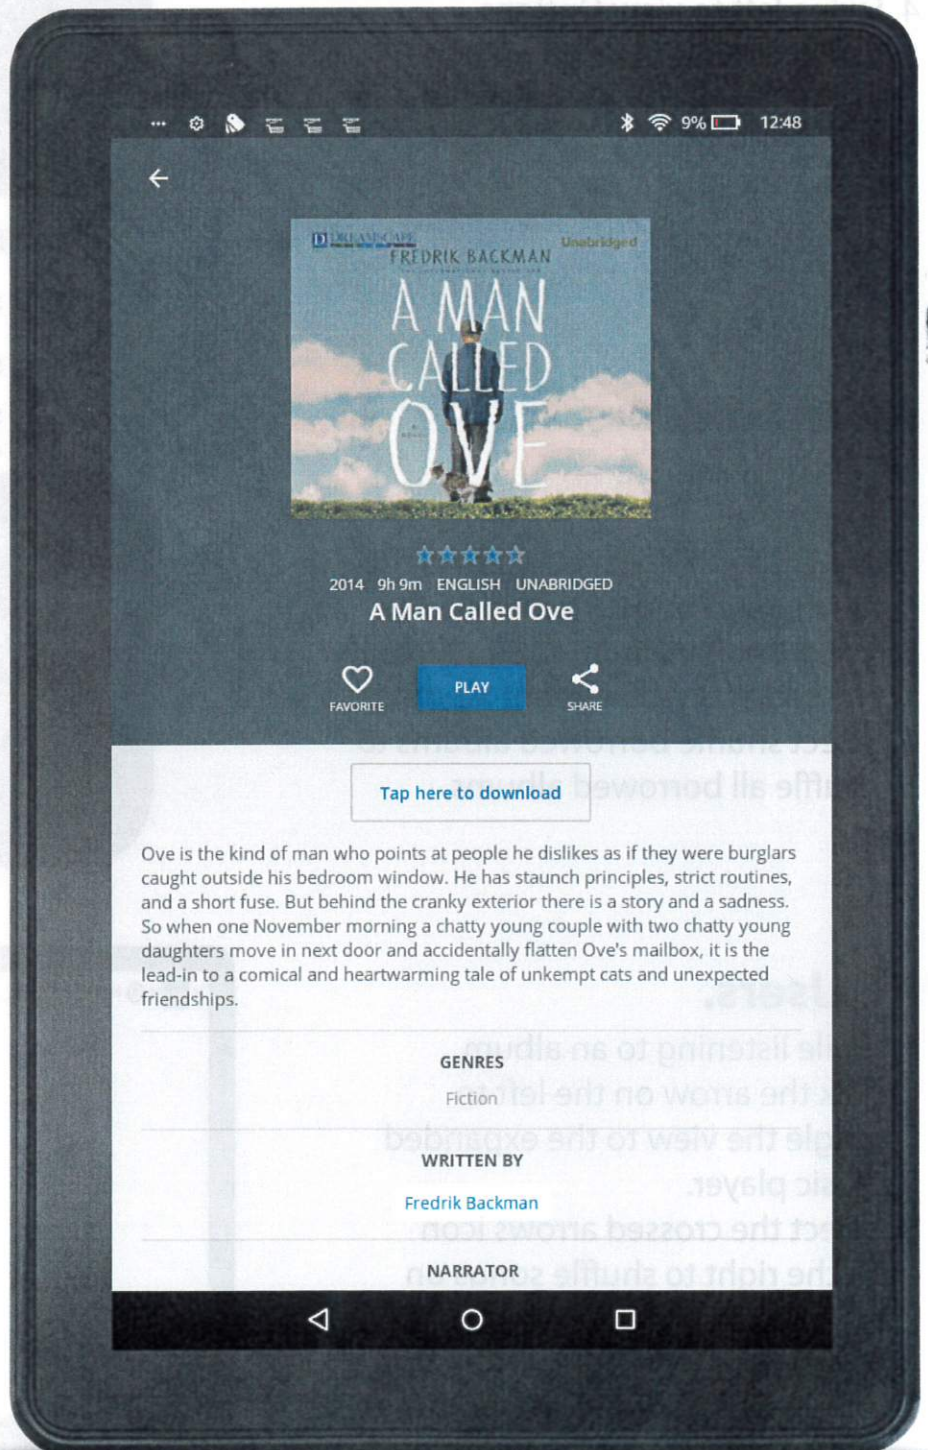 9% 12:48
DREAMSCAPE
Unabridged
FREDRIK BACKMAN
A MAN
CALLED
OVE
2014 9h 9m ENGLISH UNABRIDGED
A Man Called Ove
FAVORITE
PLAY
SHARE
Tap here to download
Ove is the kind of man who points at people he dislikes as if they were burglars
caught outside his bedroom window. He has staunch principles, strict routines,
and a short fuse. But behind the cranky exterior there is a story and a sadness.
So when one November morning a chatty young couple with two chatty young
daughters move in next door and accidentally flatten Ove's mailbox, it is the
lead-in to a comical and heartwarming tale of unkempt cats and unexpected
friendships.
GENRES
Fiction
WRITTEN BY
Fredrik Backman
NARRATOR